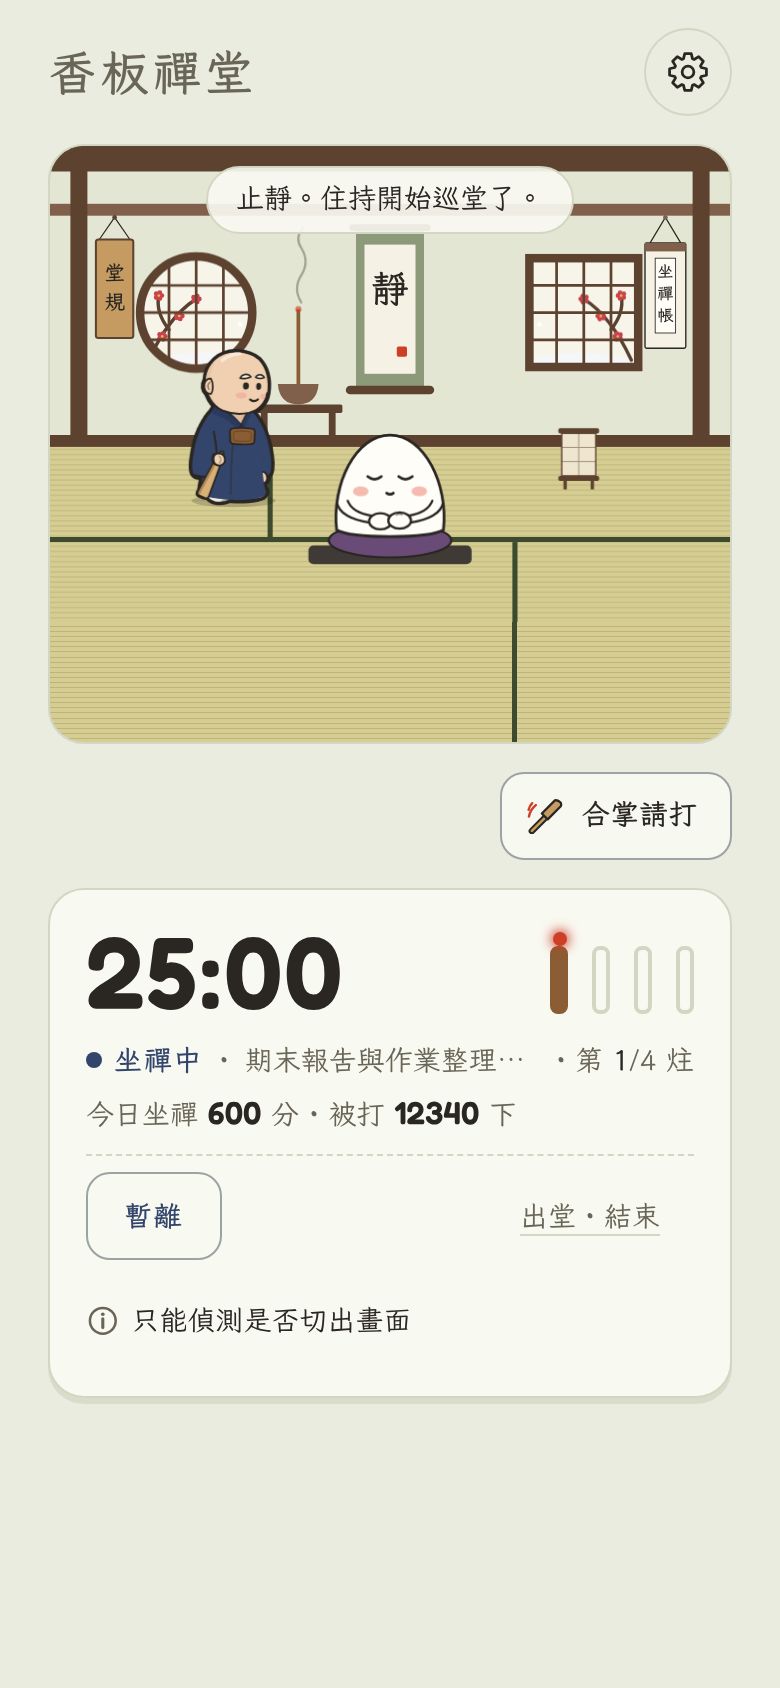 香板禪堂
止靜。住持開始巡堂了。
堂規
靜
坐禪帳
合掌請打
25:00
坐禪中 · 期末報告與作業整理… · 第 1/4 炷
今日坐禪 600 分・被打 12340 下
暫離
出堂・結束
只能偵測是否切出畫面